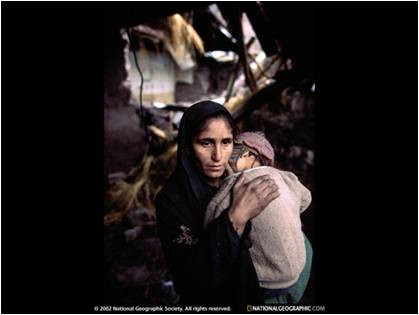 © 2002 National Geographic Society. All rights reserved.
NATIONALGEOGRAPHIC.COM